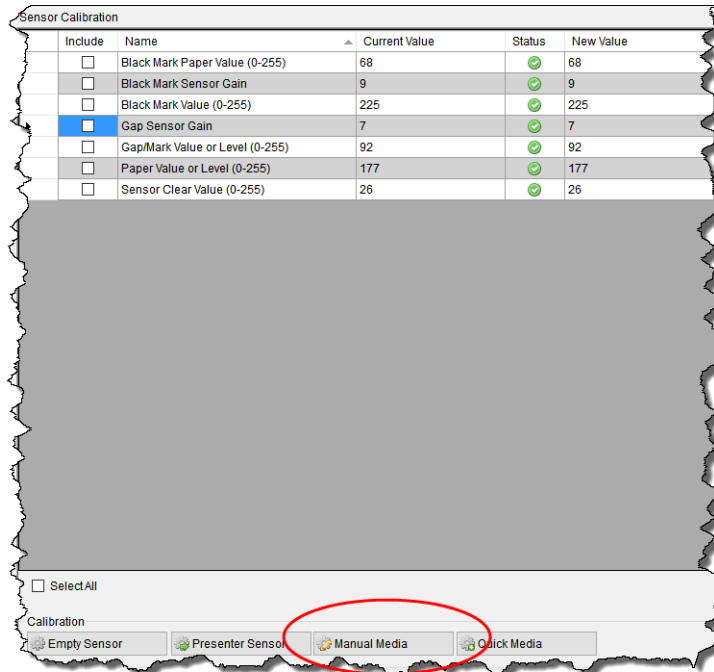 Sensor Calibration
Include Name Current Value Status New Value
Black Mark Paper Value (0-255) 68 68
Black Mark Sensor Gain 9 9
Black Mark Value (0-255) 225 225
Gap Sensor Gain 7 7
Gap/Mark Value or Level (0-255) 92 92
Paper Value or Level (0-255) 177 177
Sensor Clear Value (0-255) 26 26
Select All
Calibration
Empty Sensor Presenter Sensor Manual Media Quick Media